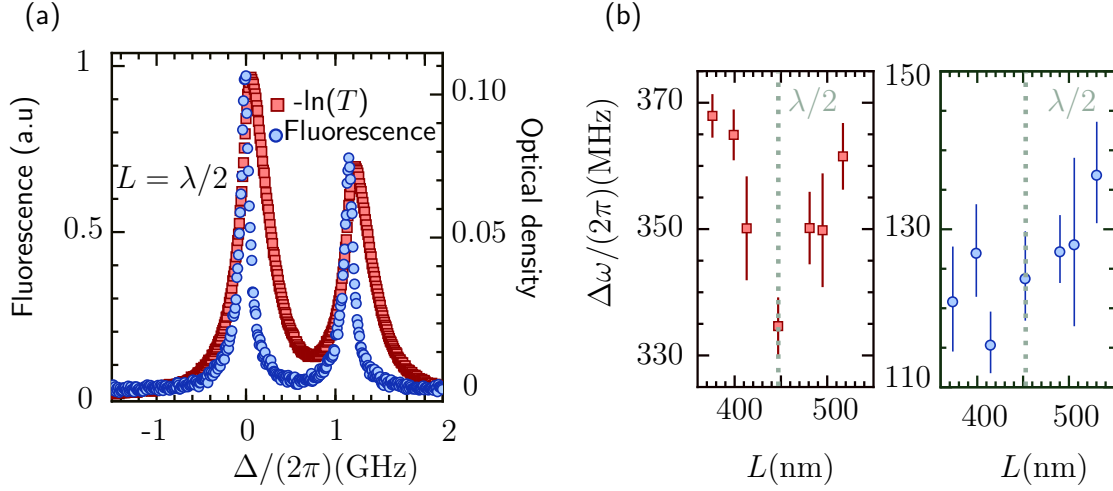 (a)
Fluorescence (a.u)
1
0.5
0
-ln(T)
Fluorescence
L = λ/2
0.10
0.05
0
Optical density
-1
0
1
2
Δ/(2π)(GHz)
(b)
Δω/(2π)(MHz)
370
350
330
λ/2
400
500
L(nm)
150
130
110
λ/2
400
500
L(nm)